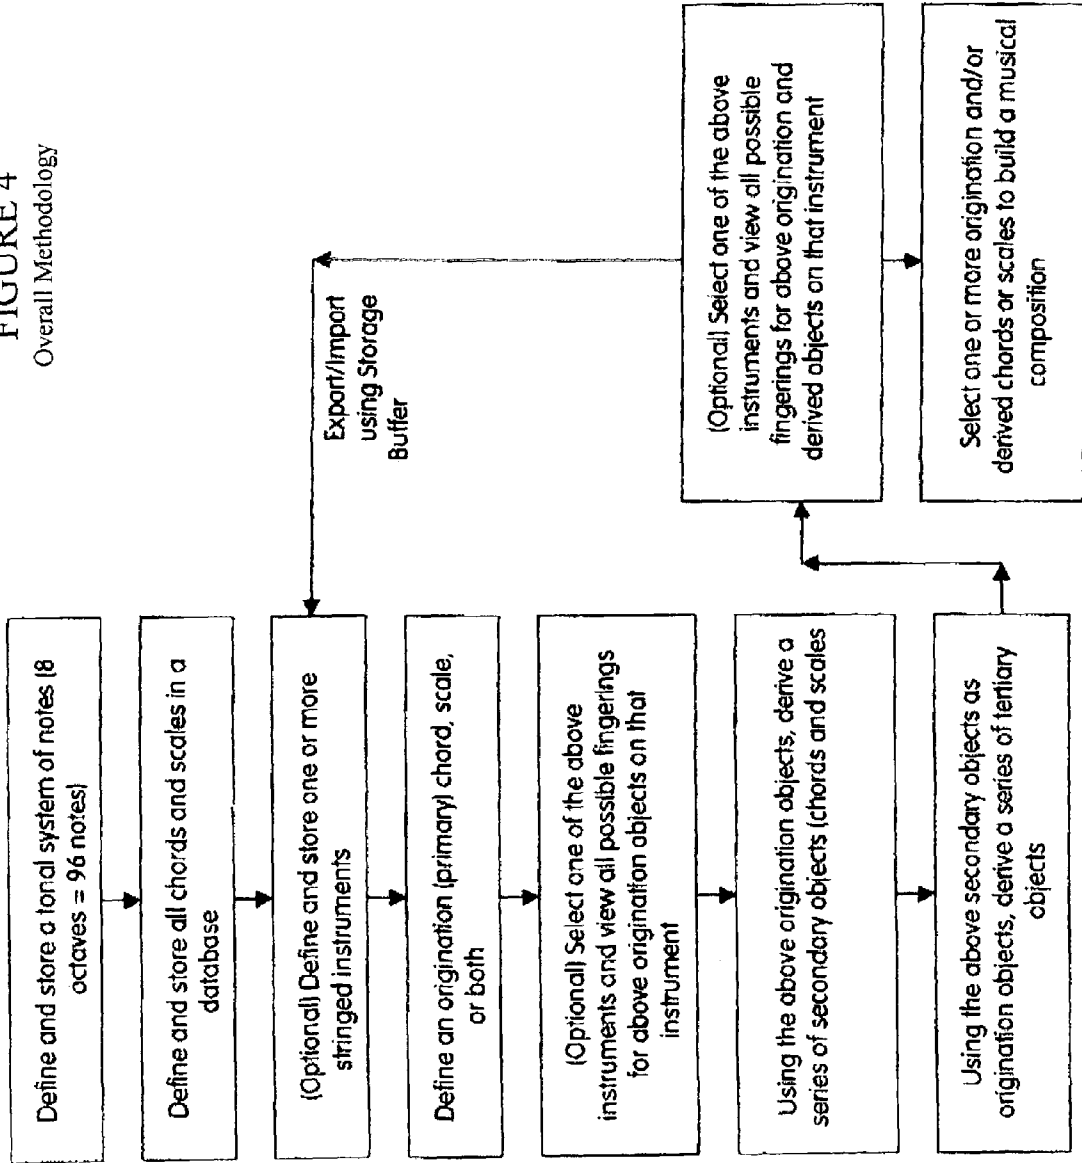 FIGURE 4
Overall Methodology
Define and store a tonal system of notes (8
octaves = 96 notes)
Define and store all chords and scales in a
database
(Optional) Define and store one or more
stringed instruments
Define an origination (primary) chord, scale,
or both
(Optional) Select one of the above
instruments and view all possible fingerings
for above origination objects on that
instrument
Using the above origination objects, derive a
series of secondary objects (chords and scales
Using the above secondary objects as
origination objects, derive a series of tertiary
objects
Export/Import
using Storage
Buffer
(Optional) Select one of the above
instruments and view all possible
fingerings for above origination and
derived objects on that instrument
Select one or more origination and/or
derived chords or scales to build a musical
composition